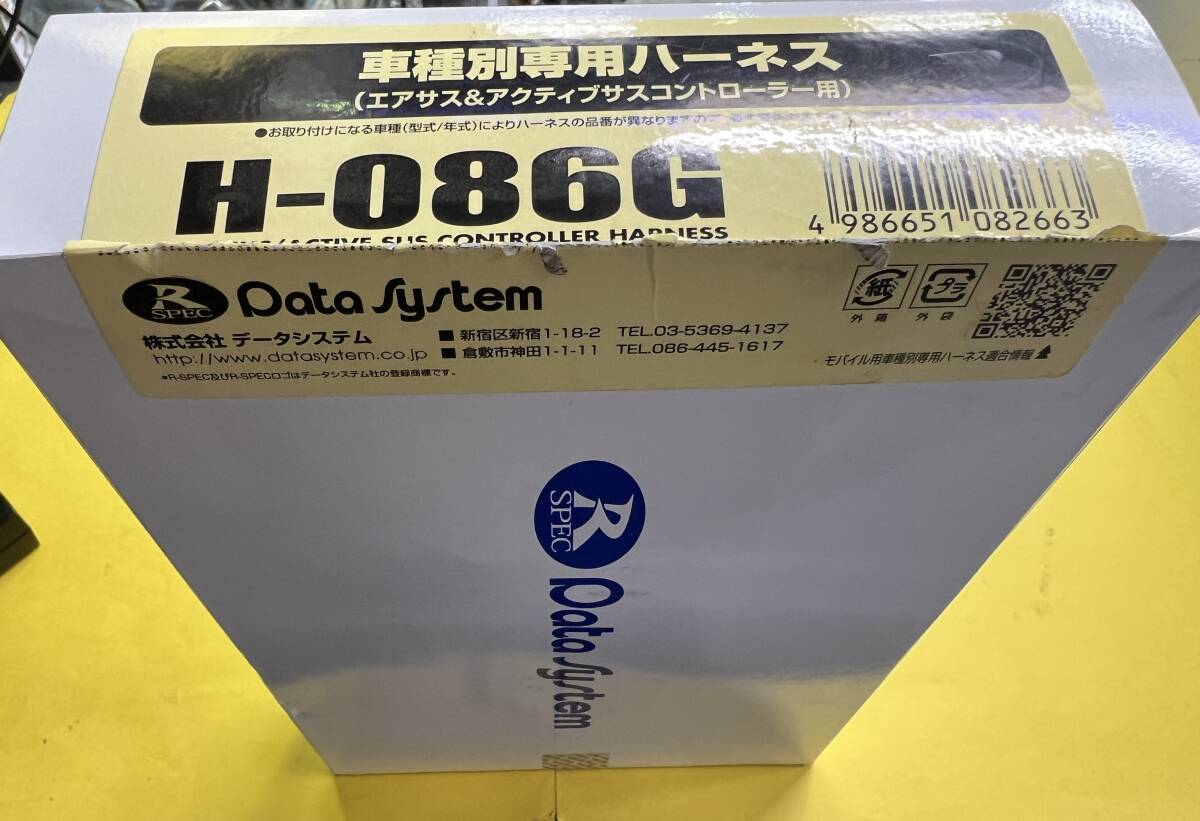 車種別専用ハーネス
(エアサス&アクティブサスコントローラー用)
●お取り付けになる車種(型式/年式)によりハーネスの品番が異なりますので
H-086G
/ACTIVE SUS CONTROLLER HARNESS
4 986651 082663
R SPEC Data System
株式会社 データシステム
http://www.datasystem.co.jp
■新宿区新宿1-18-2 TEL.03-5369-4137
■倉敷市神田1-1-11 TEL.086-445-1617
※R-SPEC及びR-SPECロゴはデータシステム社の登録商標です。
紙
外箱
プラ
外袋
モバイル用車種別専用ハーネス適合情報
R SPEC
Data System